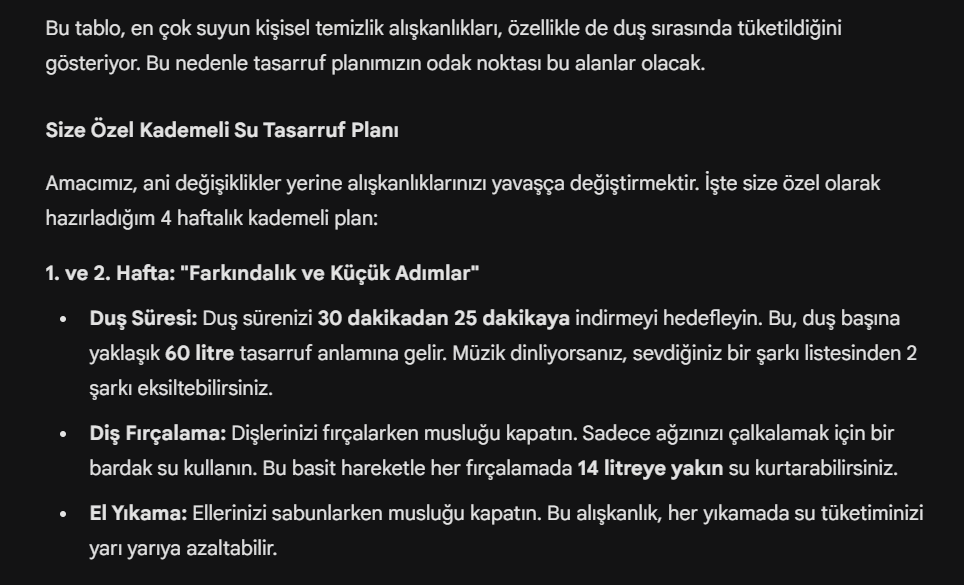 Bu tablo, en çok suyun kişisel temizlik alışkanlıkları, özellikle de duş sırasında tüketildiğini
gösteriyor. Bu nedenle tasarruf planımızın odak noktası bu alanlar olacak.
Size Özel Kademeli Su Tasarruf Planı
Amacımız, ani değişiklikler yerine alışkanlıklarınızı yavaşça değiştirmektir. İşte size özel olarak
hazırladığım 4 haftalık kademeli plan:
1. ve 2. Hafta: "Farkındalık ve Küçük Adımlar"
• Duş Süresi: Duş sürenizi 30 dakikadan 25 dakikaya indirmeyi hedefleyin. Bu, duş başına
yaklaşık 60 litre tasarruf anlamına gelir. Müzik dinliyorsanız, sevdiğiniz bir şarkı listesinden 2
şarkı eksiltebilirsiniz.
• Diş Fırçalama: Dişlerinizi fırçalarken musluğu kapatın. Sadece ağzınızı çalkalamak için bir
bardak su kullanın. Bu basit hareketle her fırçalamada 14 litreye yakın su kurtarabilirsiniz.
• El Yıkama: Ellerinizi sabunlarken musluğu kapatın. Bu alışkanlık, her yıkamada su tüketiminizi
yarı yarıya azaltabilir.